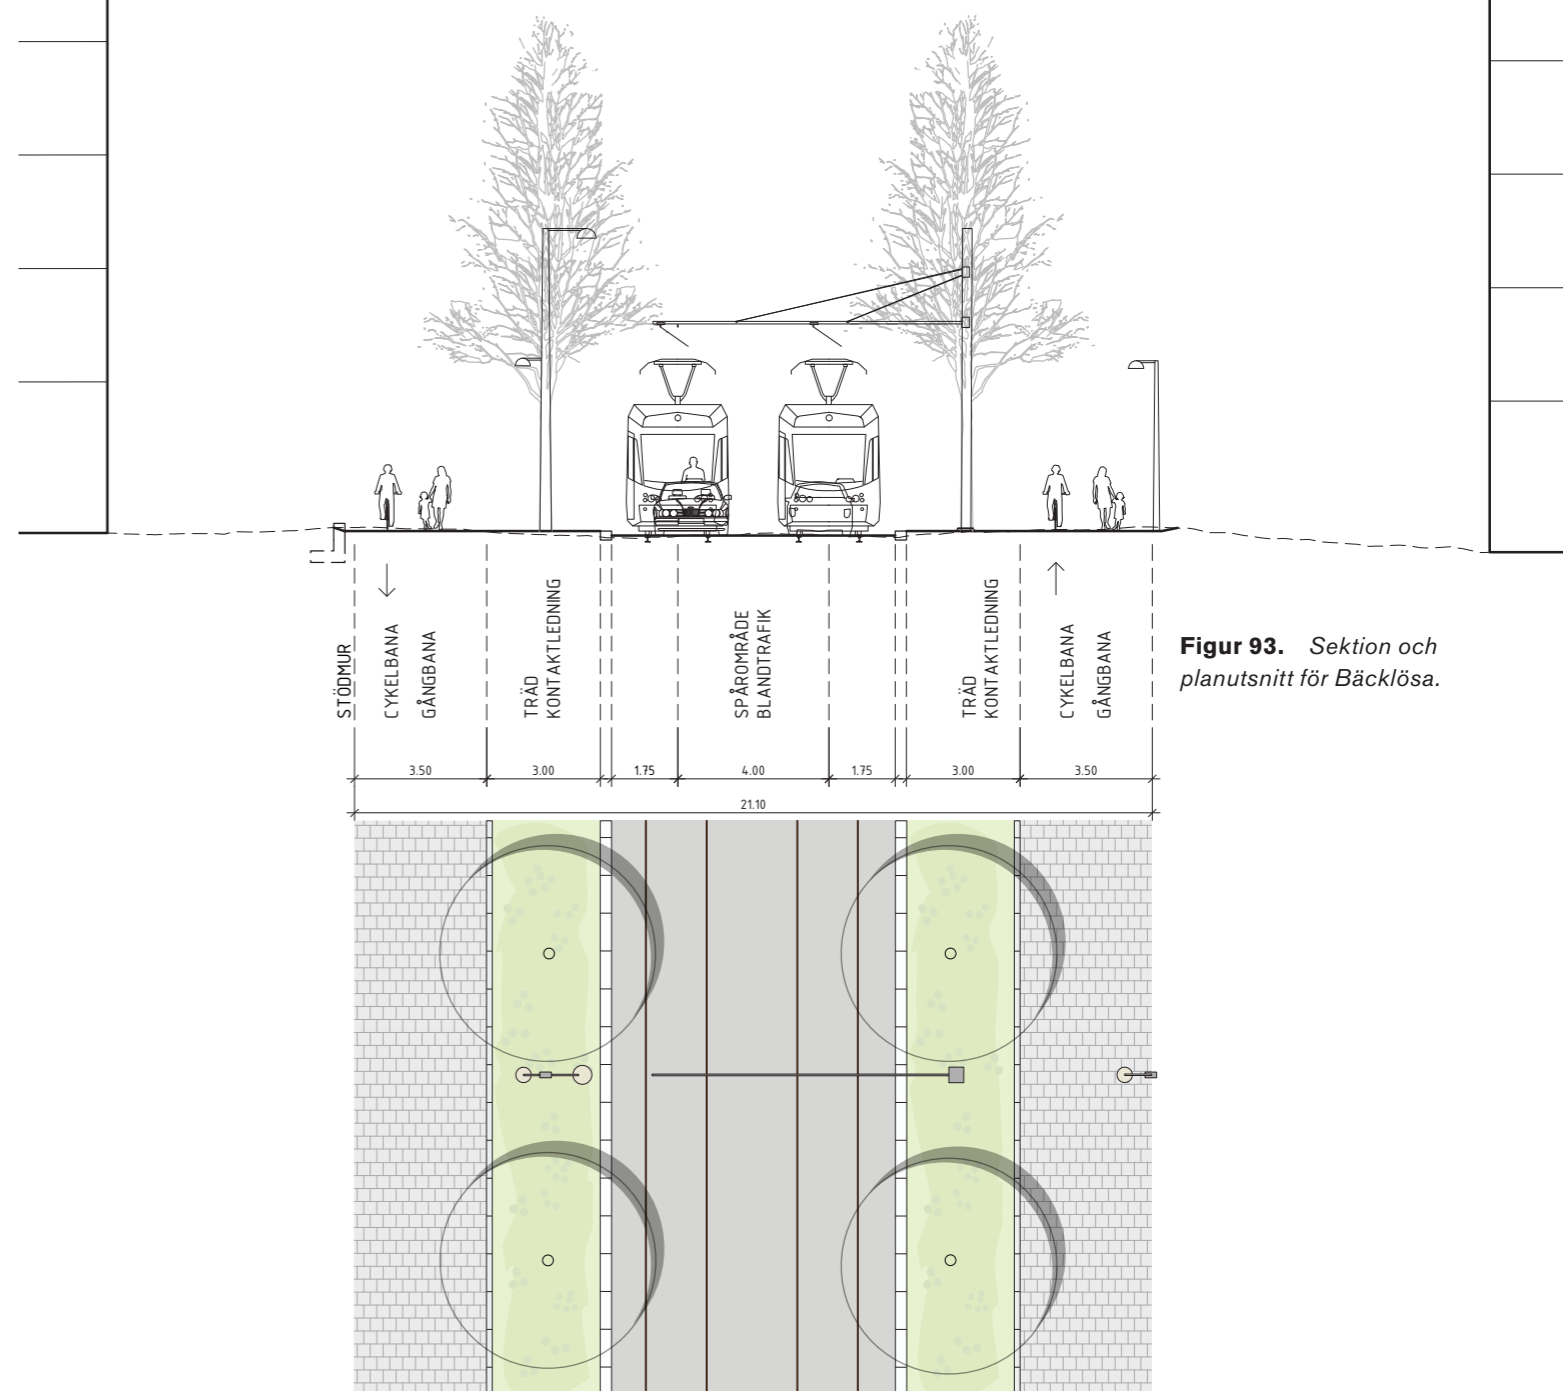 STÖDMUR
CYKELBANA
GÅNGBANA
TRÄD
KONTAKTLEDNING
SPÅROMRÅDE
BLANDTRAFIK
TRÄD
KONTAKTLEDNING
CYKELBANA
GÅNGBANA
Figur 93. Sektion och
planutsnitt för Bäcklösa.
3.50 3.00 1.75 4.00 1.75 3.00 3.50
21.10